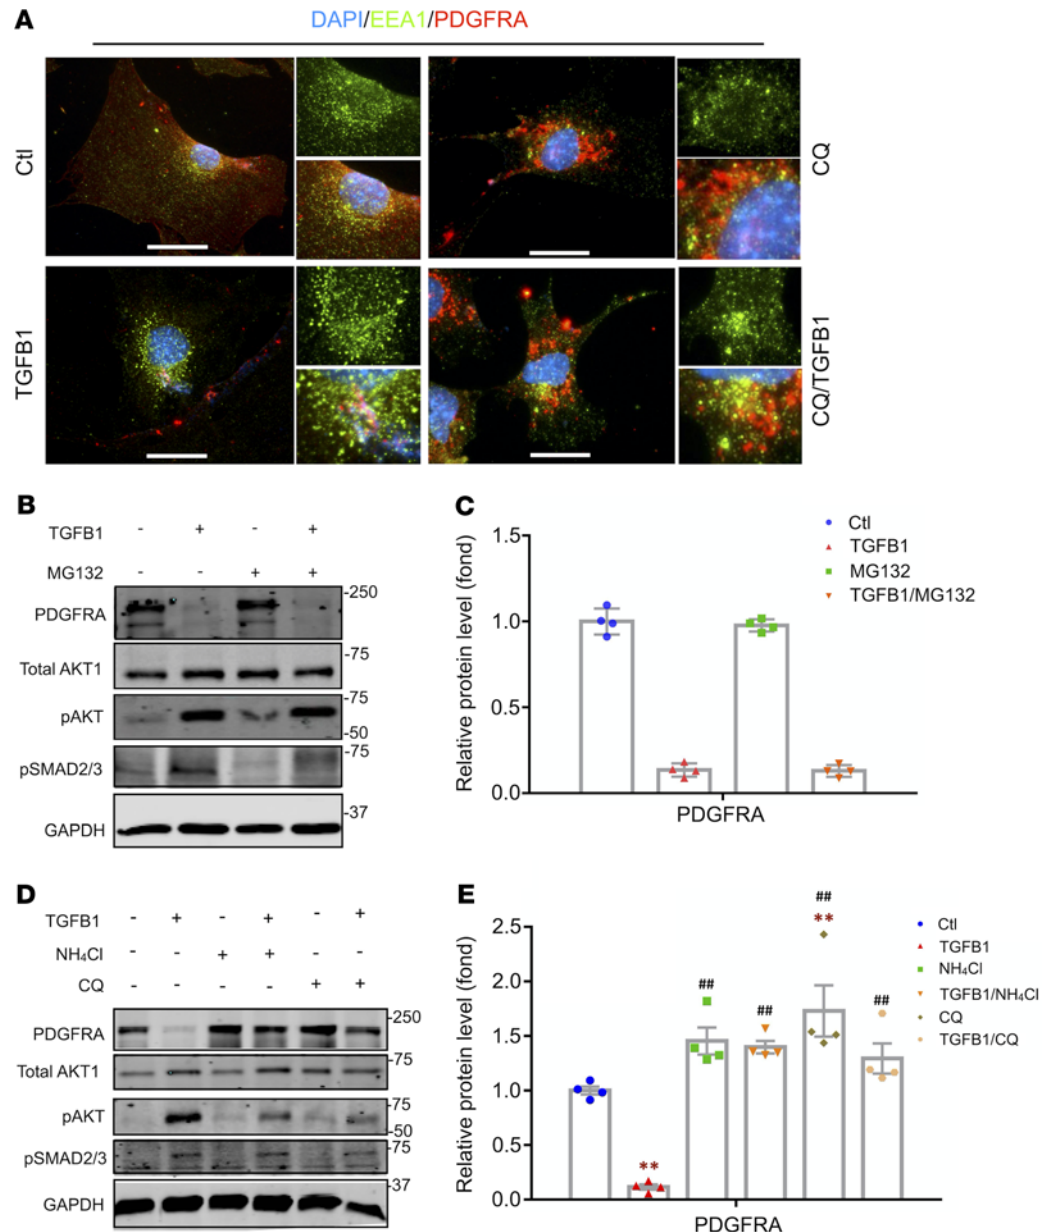 A
DAPI/EEA1/PDGFRA
Ctl
CQ
TGFB1
CQ/TGFB1
B
TGFB1 - + - +
MG132 - - + +
PDGFRA
-250
Total AKT1
-75
pAKT
-75
-50
pSMAD2/3
-75
GAPDH
-37
C
Relative protein level (fond)
1.5
1.0
0.5
0.0
PDGFRA
Ctl
TGFB1
MG132
TGFB1/MG132
D
TGFB1 - + - + - +
NH₄Cl - - + + - -
CQ - - - - + +
PDGFRA
-250
Total AKT1
-75
pAKT
-75
-50
pSMAD2/3
-75
GAPDH
-37
E
Relative protein level (fond)
2.5
2.0
1.5
1.0
0.5
0.0
**
##
##
##
**
##
PDGFRA
Ctl
TGFB1
NH₄Cl
TGFB1/NH₄Cl
CQ
TGFB1/CQ